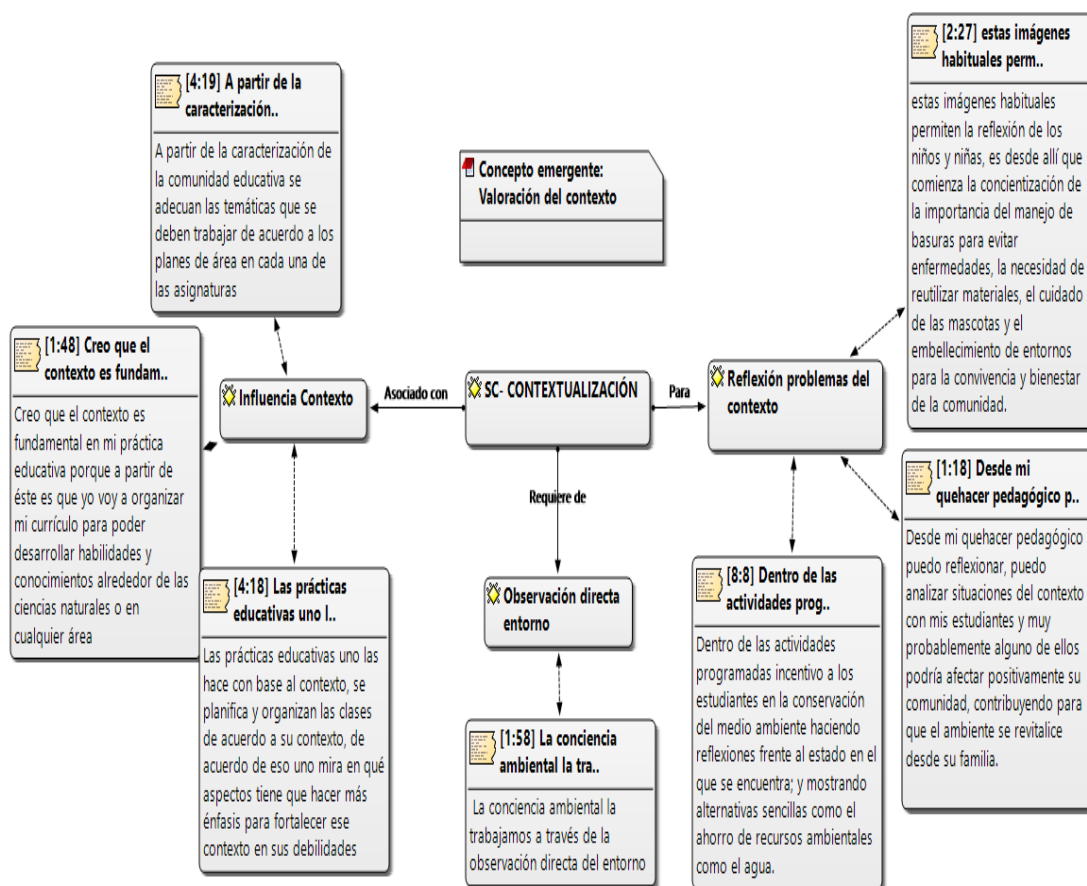 [2:27] estas imágenes
habituales perm..
estas imágenes habituales
permiten la reflexión de los
niños y niñas, es desde allí que
comienza la concientización de
la importancia del manejo de
basuras para evitar
enfermedades, la necesidad de
reutilizar materiales, el cuidado
de las mascotas y el
embellecimiento de entornos
para la convivencia y bienestar
de la comunidad.
[4:19] A partir de la
caracterización..
A partir de la caracterización de
la comunidad educativa se
adecuan las temáticas que se
deben trabajar de acuerdo a los
planes de área en cada una de
las asignaturas
Concepto emergente:
Valoración del contexto
[1:48] Creo que el
contexto es fundam..
Creo que el contexto es
fundamental en mi práctica
educativa porque a partir de
éste es que yo voy a organizar
mi currículo para poder
desarrollar habilidades y
conocimientos alrededor de las
ciencias naturales o en
cualquier área
Influencia Contexto
Asociado con
SC- CONTEXTUALIZACIÓN
Para
Reflexión problemas del
contexto
Requiere de
[4:18] Las prácticas
educativas uno l..
Las prácticas educativas uno las
hace con base al contexto, se
planifica y organizan las clases
de acuerdo a su contexto, de
acuerdo de eso uno mira en qué
aspectos tiene que hacer más
énfasis para fortalecer ese
contexto en sus debilidades
Observación directa
entorno
[1:58] La conciencia
ambiental la tra..
La conciencia ambiental la
trabajamos a través de la
observación directa del entorno
[8:8] Dentro de las
actividades prog..
Dentro de las actividades
programadas incentivo a los
estudiantes en la conservación
del medio ambiente haciendo
reflexiones frente al estado en el
que se encuentra; y mostrando
alternativas sencillas como el
ahorro de recursos ambientales
como el agua.
[1:18] Desde mi
quehacer pedagógico p..
Desde mi quehacer pedagógico
puedo reflexionar, puedo
analizar situaciones del contexto
con mis estudiantes y muy
probablemente alguno de ellos
podría afectar positivamente su
comunidad, contribuyendo para
que el ambiente se revitalice
desde su familia.